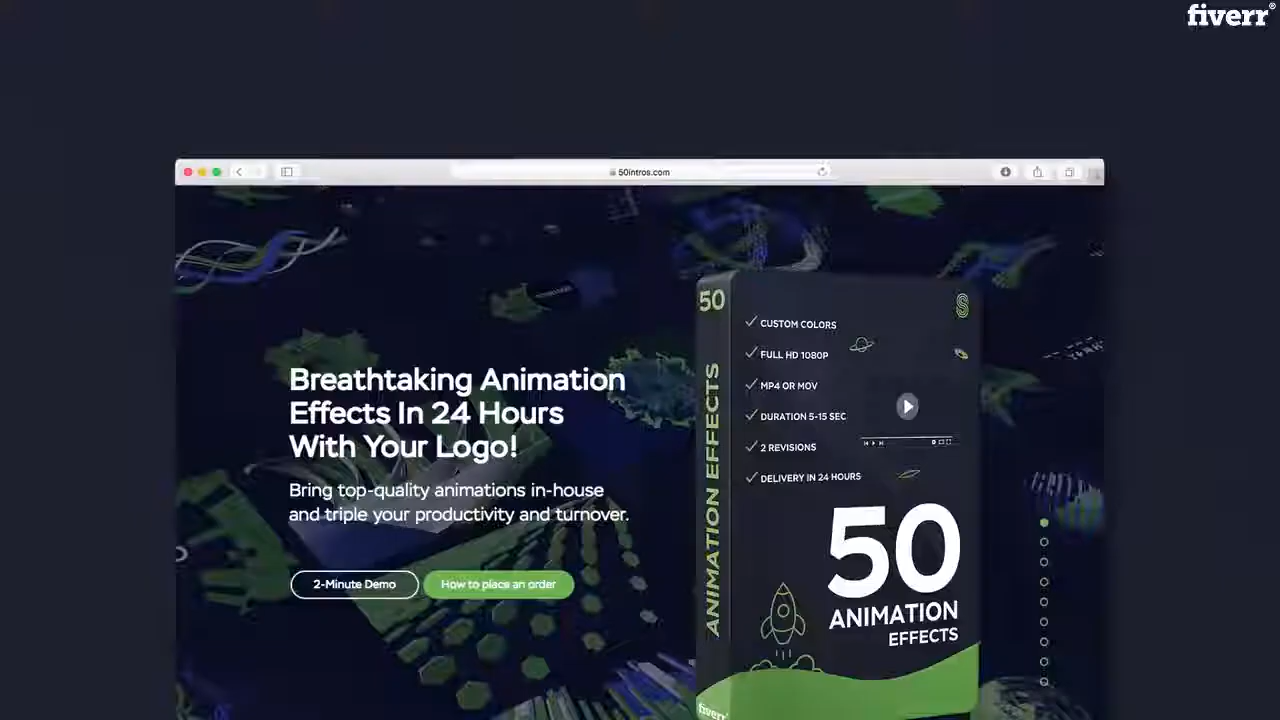 fiverr®
50intros.com
Breathtaking Animation
Effects In 24 Hours
With Your Logo!
Bring top-quality animations in-house
and triple your productivity and turnover.
2-Minute Demo
How to place an order
50
ANIMATION EFFECTS
CUSTOM COLORS
FULL HD 1080P
MP4 OR MOV
DURATION 5-15 SEC
2 REVISIONS
DELIVERY IN 24 HOURS
50
ANIMATION
EFFECTS
fiverr